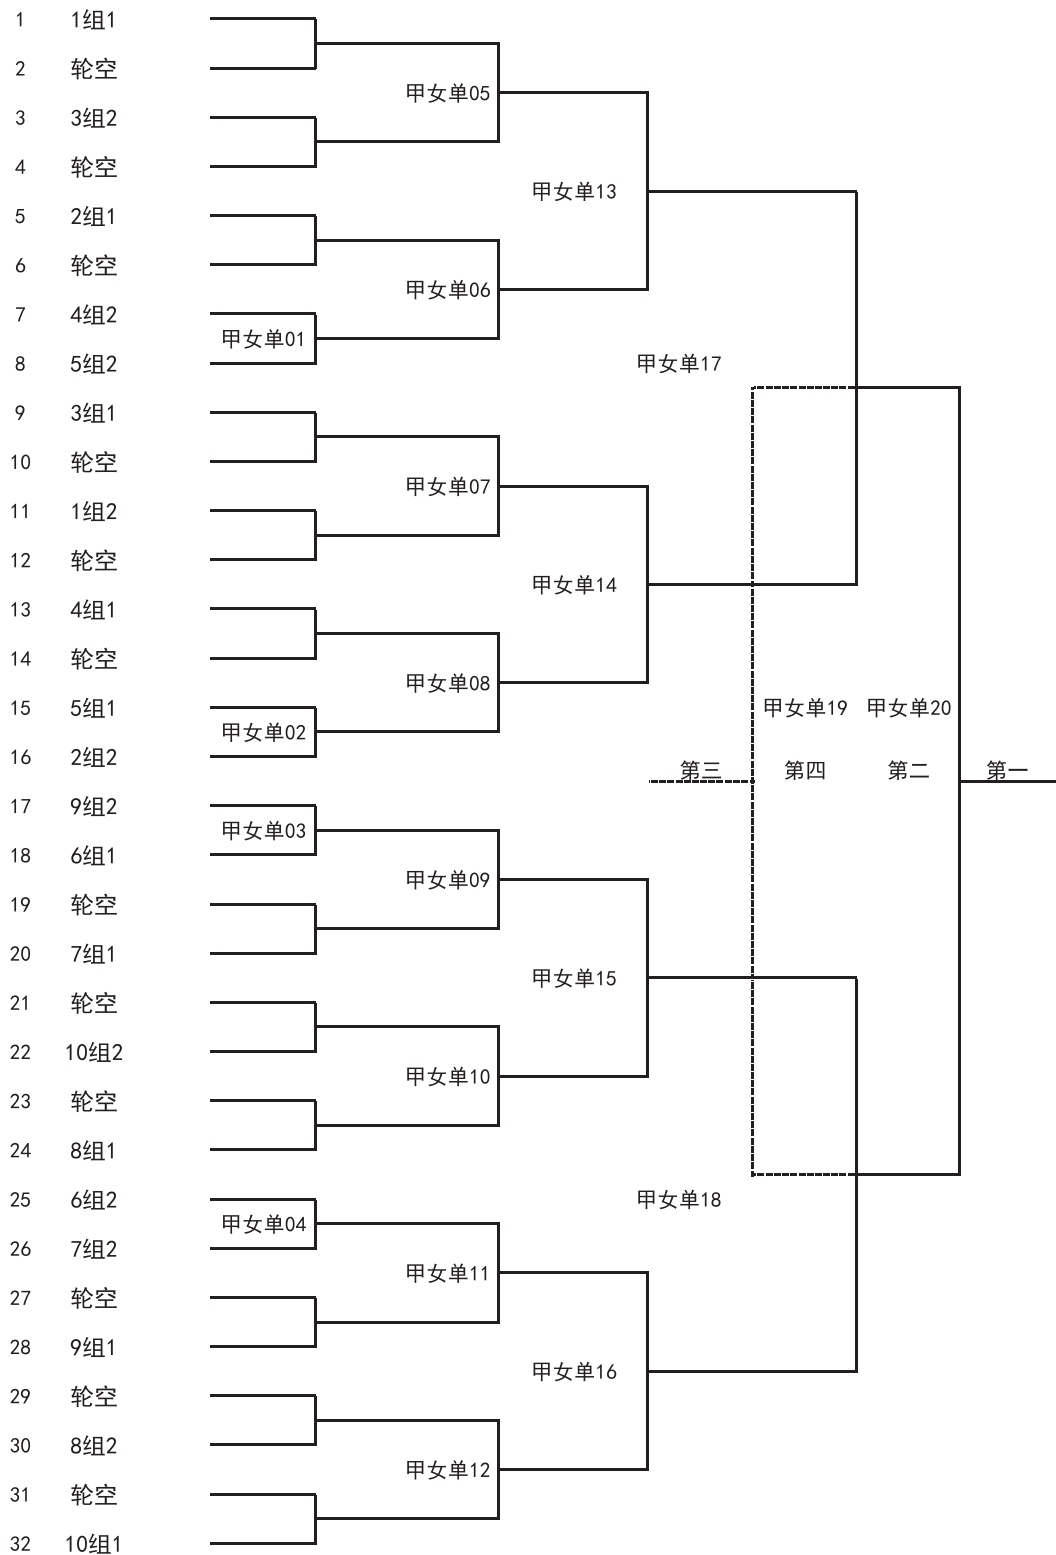 1 1组1
2 轮空
甲女单05
3 3组2
4 轮空
甲女单13
5 2组1
6 轮空
甲女单06
7 4组2
甲女单01
8 5组2
甲女单17
9 3组1
10 轮空
甲女单07
11 1组2
12 轮空
甲女单14
13 4组1
14 轮空
甲女单08
15 5组1
甲女单19 甲女单20
甲女单02
16 2组2
第三 第四 第二 第一
17 9组2
甲女单03
18 6组1
甲女单09
19 轮空
20 7组1
甲女单15
21 轮空
22 10组2
甲女单10
23 轮空
24 8组1
25 6组2
甲女单18
甲女单04
26 7组2
甲女单11
27 轮空
28 9组1
甲女单16
29 轮空
30 8组2
甲女单12
31 轮空
32 10组1